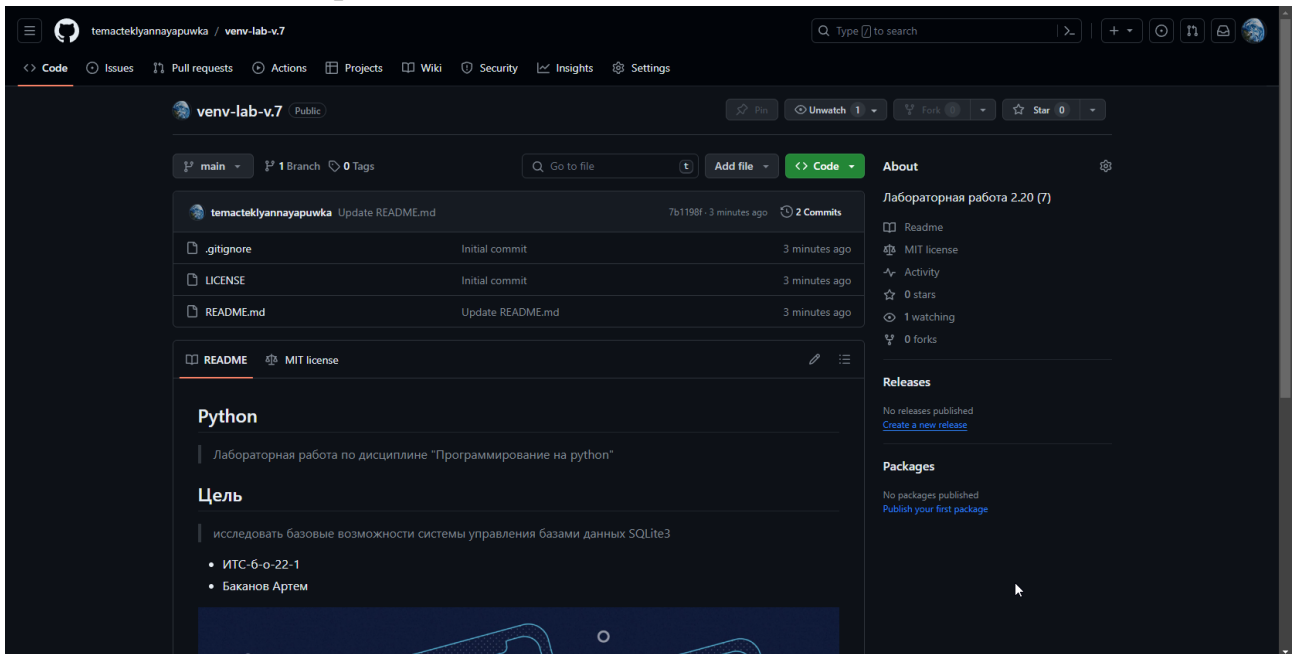 temacteklyannayapuwka / venv-lab-v.7 Type / to search
Code Issues Pull requests Actions Projects Wiki Security Insights Settings
venv-lab-v.7 Public Pin Unwatch 1 Fork 0 Star 0
main 1 Branch 0 Tags Go to file t Add file Code
temacteklyannayapuwka Update README.md 7b1198f · 3 minutes ago 2 Commits
.gitignore Initial commit 3 minutes ago
LICENSE Initial commit 3 minutes ago
README.md Update README.md 3 minutes ago
README MIT license
Python
Лабораторная работа по дисциплине "Программирование на python"
Цель
исследовать базовые возможности системы управления базами данных SQLite3
ИТС-б-о-22-1
Баканов Артем
About
Лабораторная работа 2.20 (7)
Readme
MIT license
Activity
0 stars
1 watching
0 forks
Releases
No releases published
Create a new release
Packages
No packages published
Publish your first package